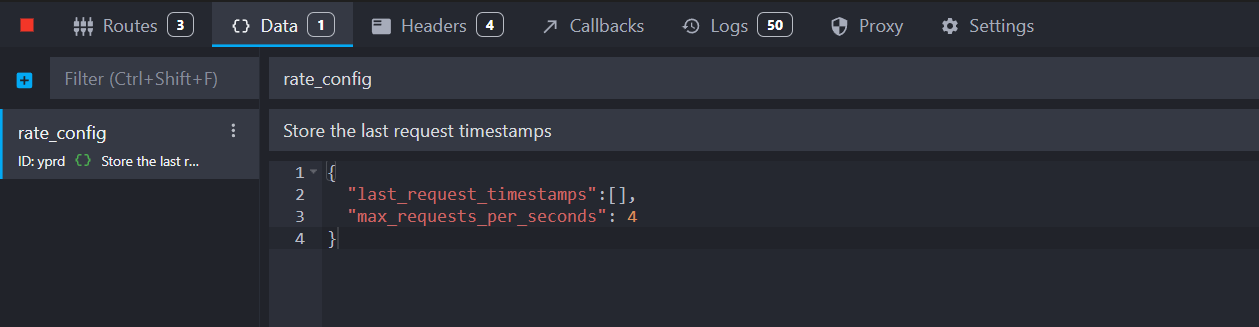 Routes 3 Data 1 Headers 4 Callbacks Logs 50 Proxy Settings
Filter (Ctrl+Shift+F)
rate_config
rate_config
ID: yprd {} Store the last r...
Store the last request timestamps
1 {
2 "last_request_timestamps":[],
3 "max_requests_per_seconds": 4
4 }